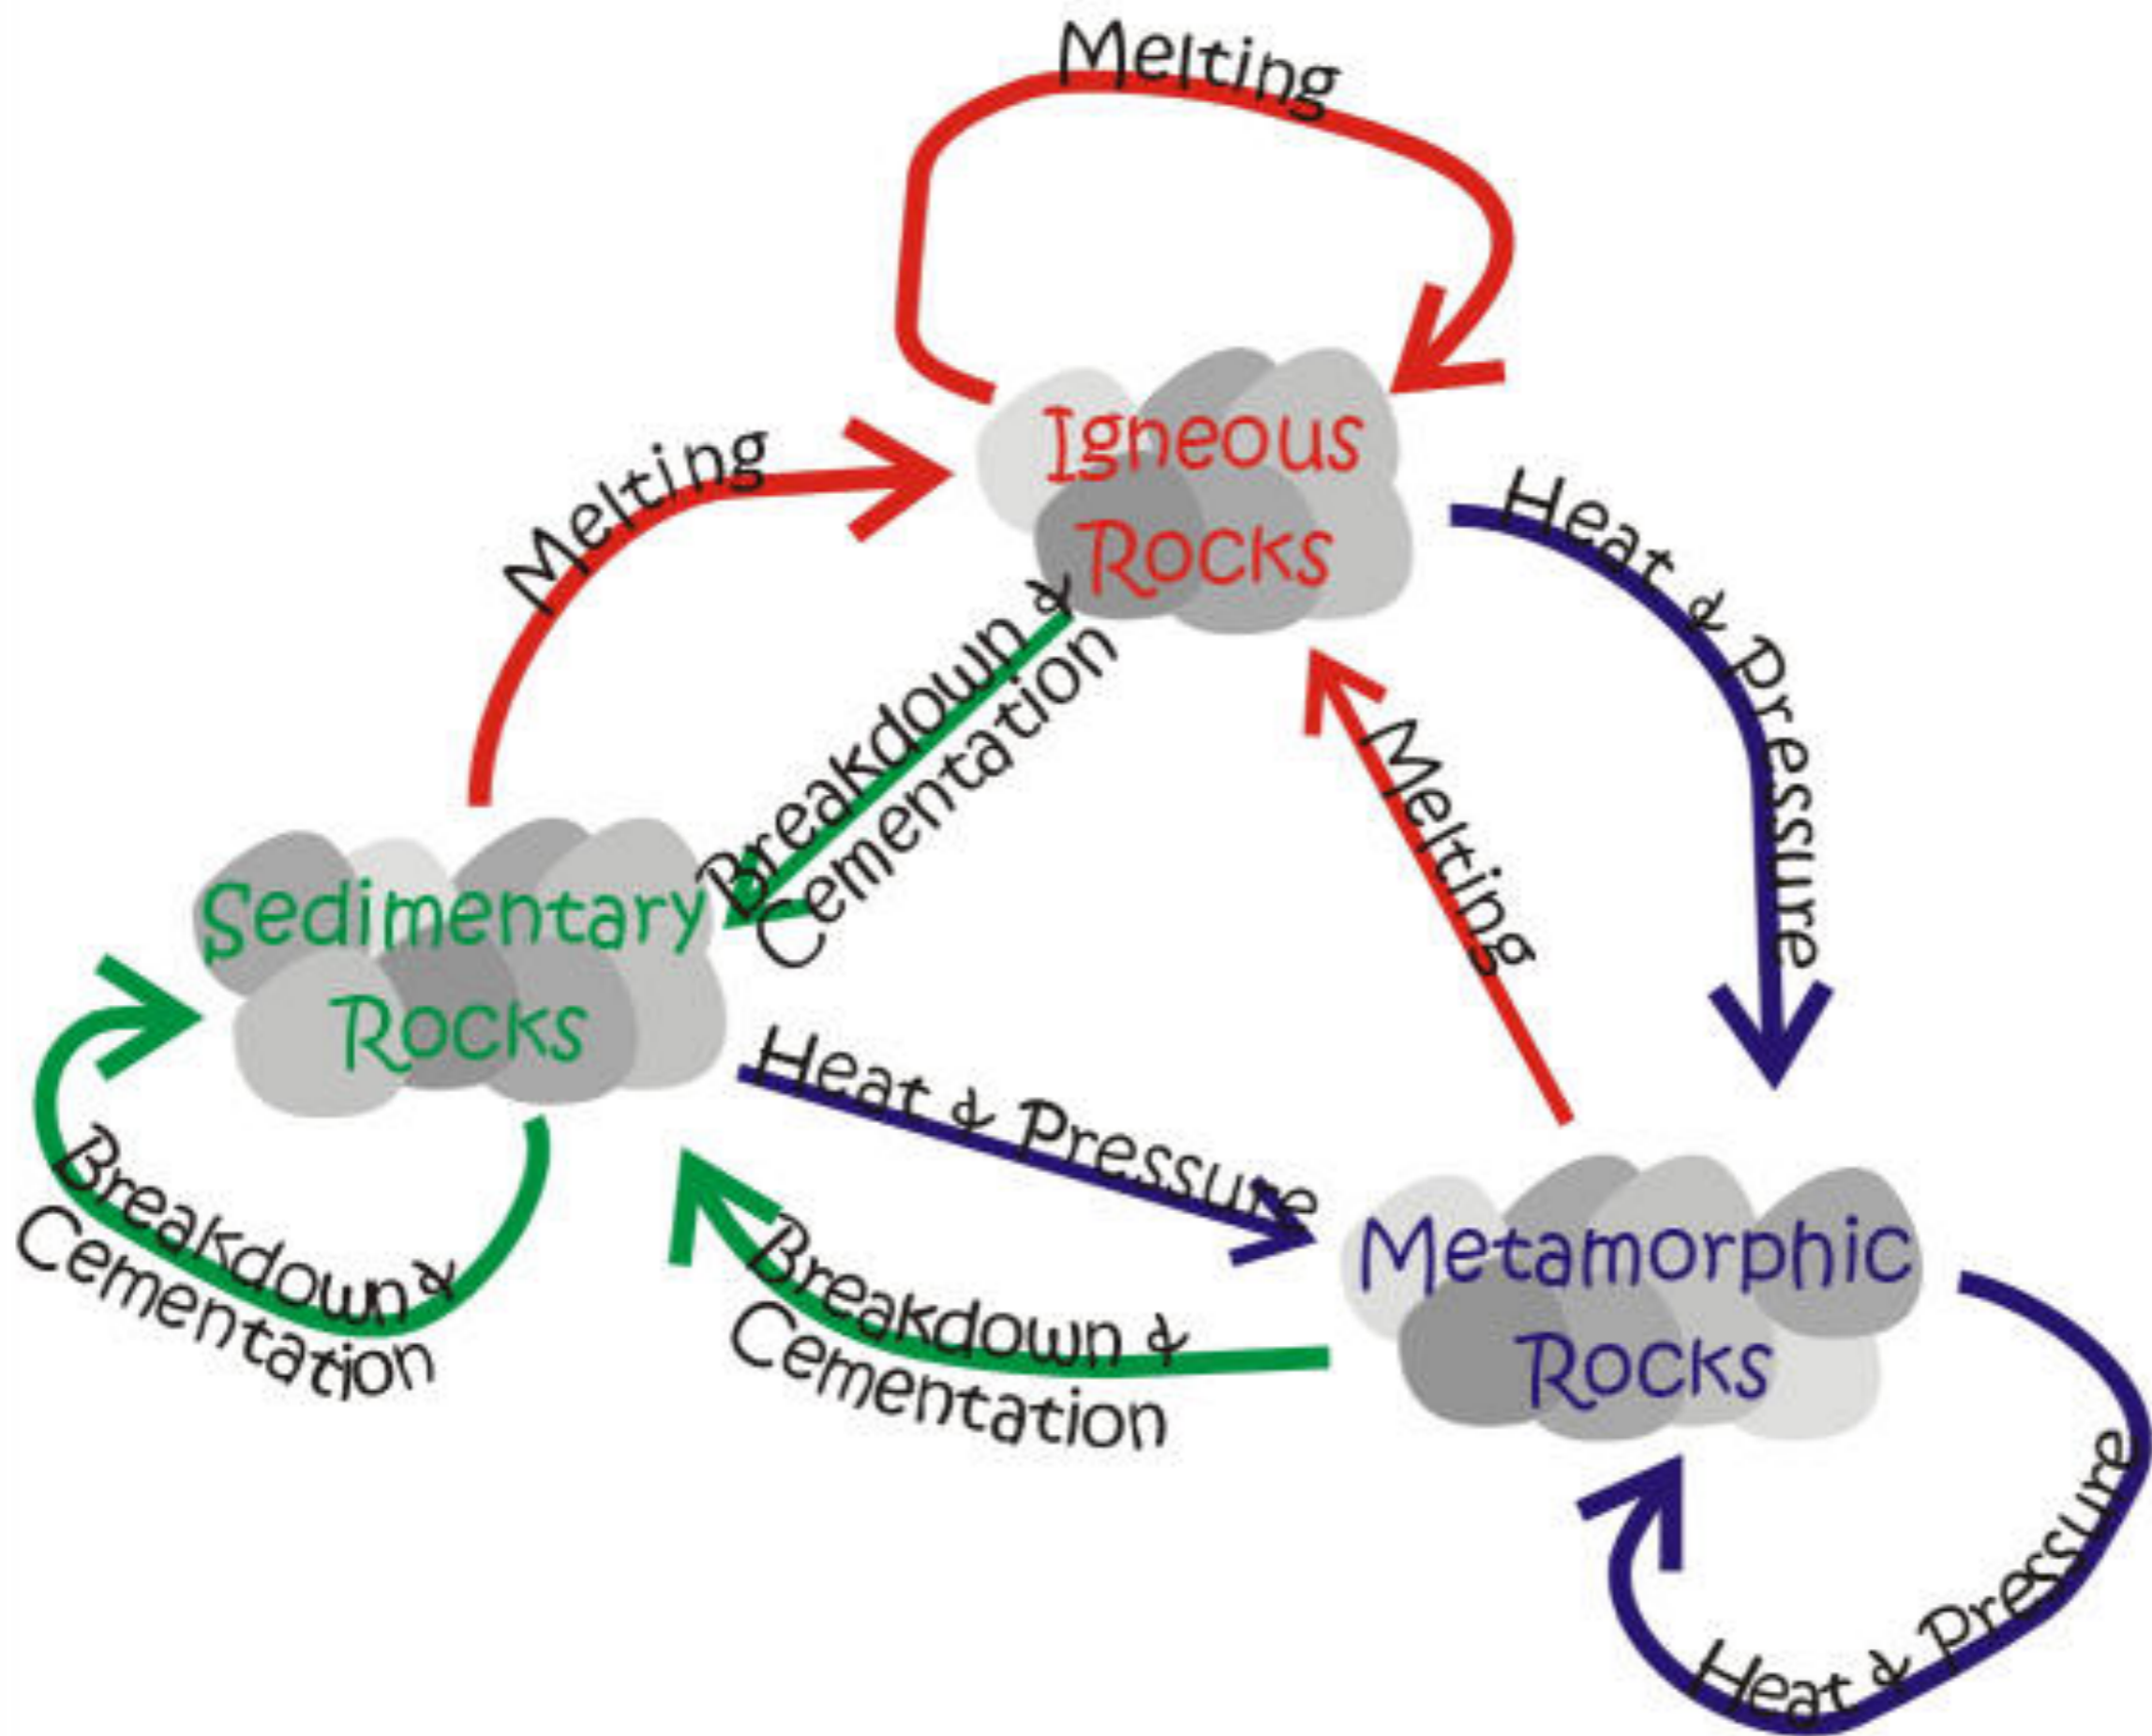 Melting
Igneous
Rocks
Melting
Heat & Pressure
Breakdown &
Cementation
Melting
Sedimentary
Rocks
Heat & Pressure
Breakdown &
Cementation
Breakdown &
Cementation
Metamorphic
Rocks
Heat & Pressure